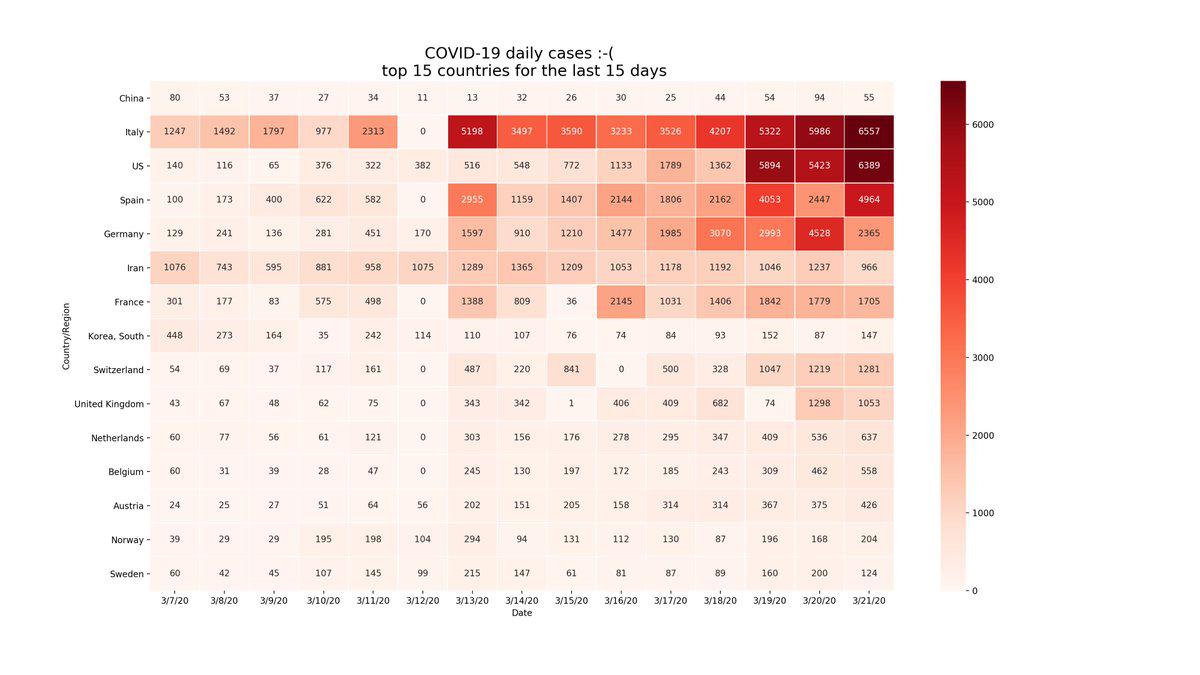 COVID-19 daily cases :-(
top 15 countries for the last 15 days
China 80 53 37 27 34 11 13 32 26 30 25 44 54 94 55
Italy 1247 1492 1797 977 2313 0 5198 3497 3590 3233 3526 4207 5322 5986 6557
US 140 116 65 376 322 382 516 548 772 1133 1789 1362 5894 5423 6389
Spain 100 173 400 622 582 0 2955 1159 1407 2144 1806 2162 4053 2447 4964
Germany 129 241 136 281 451 170 1597 910 1210 1477 1985 3070 2993 4528 2365
Iran 1076 743 595 881 958 1075 1289 1365 1209 1053 1178 1192 1046 1237 966
France 301 177 83 575 498 0 1388 809 36 2145 1031 1406 1842 1779 1705
Korea, South 448 273 164 35 242 114 110 107 76 74 84 93 152 87 147
Switzerland 54 69 37 117 161 0 487 220 841 0 500 328 1047 1219 1281
United Kingdom 43 67 48 62 75 0 343 342 1 406 409 682 74 1298 1053
Netherlands 60 77 56 61 121 0 303 156 176 278 295 347 409 536 637
Belgium 60 31 39 28 47 0 245 130 197 172 185 243 309 462 558
Austria 24 25 27 51 64 56 202 151 205 158 314 314 367 375 426
Norway 39 29 29 195 198 104 294 94 131 112 130 87 196 168 204
Sweden 60 42 45 107 145 99 215 147 61 81 87 89 160 200 124
3/7/20 3/8/20 3/9/20 3/10/20 3/11/20 3/12/20 3/13/20 3/14/20 3/15/20 3/16/20 3/17/20 3/18/20 3/19/20 3/20/20 3/21/20
Date
Country/Region
6000
5000
4000
3000
2000
1000
0